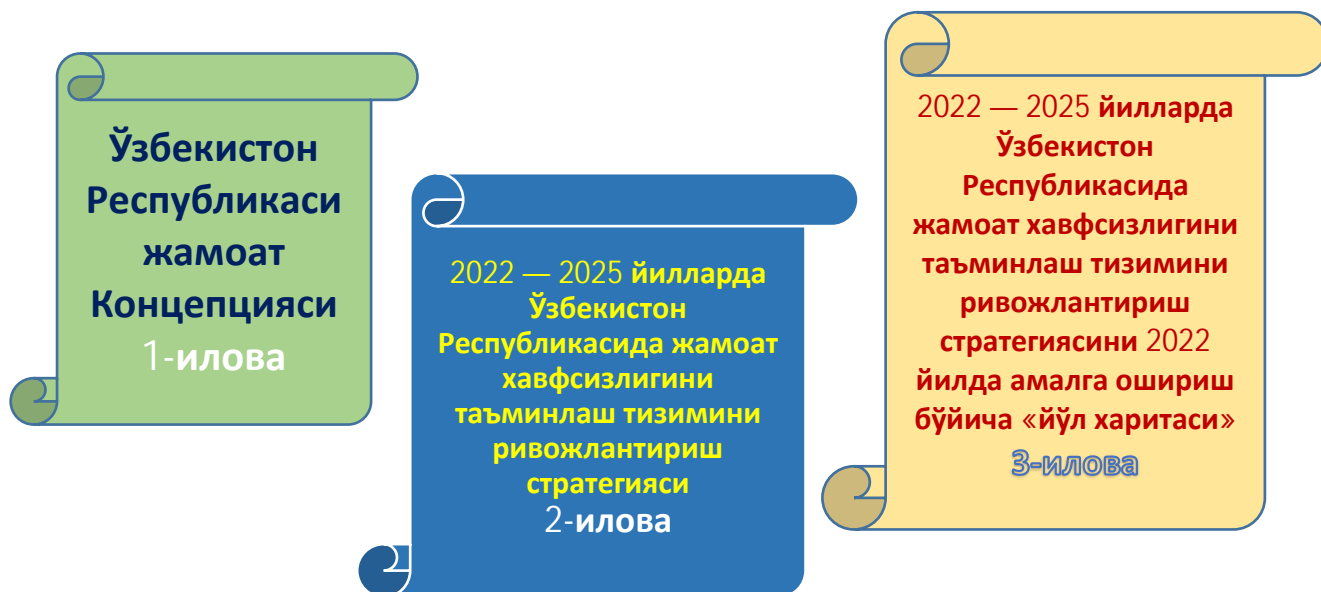 Ўзбекистон
Республикаси
жамоат
Концепцияси
1-илова
2022 — 2025 йилларда
Ўзбекистон
Республикасида жамоат
хавфсизлигини
таъминлаш тизимини
ривожлантириш
стратегияси
2-илова
2022 — 2025 йилларда
Ўзбекистон
Республикасида
жамоат хавфсизлигини
таъминлаш тизимини
ривожлантириш
стратегиясини 2022
йилда амалга ошириш
бўйича «йўл харитаси»
3-илова